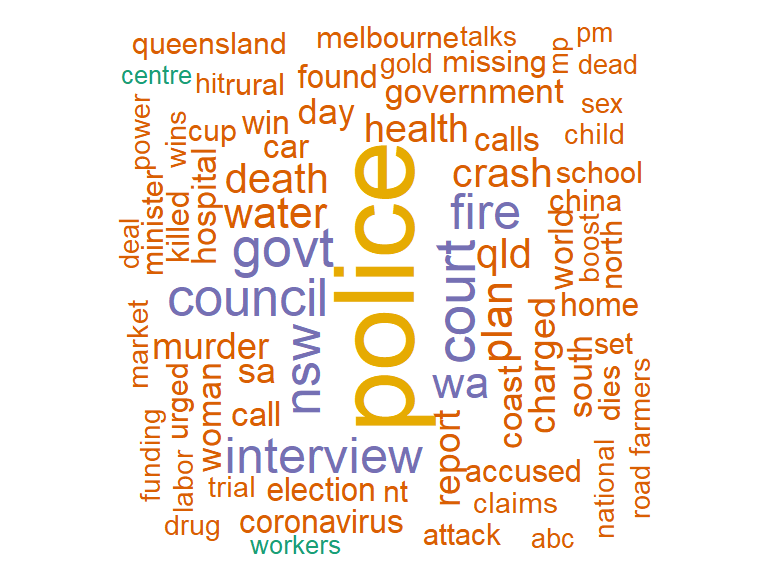 queensland
melbourne
talks
pm
centre
hit
rural
found
gold
missing
mp
dead
government
power
wins
cup
win
day
health
calls
sex
child
car
death
crash
school
hospital
minister
killed
water
police
fire
china
deal
govt
court
qld
world
boost
north
council
plan
home
market
murder
nsw
charged
south
set
sa
wa
coast
dies
urged
woman
call
farmers
funding
interview
report
accused
national
road
labor
trial
election
nt
claims
drug
coronavirus
attack
abc
workers